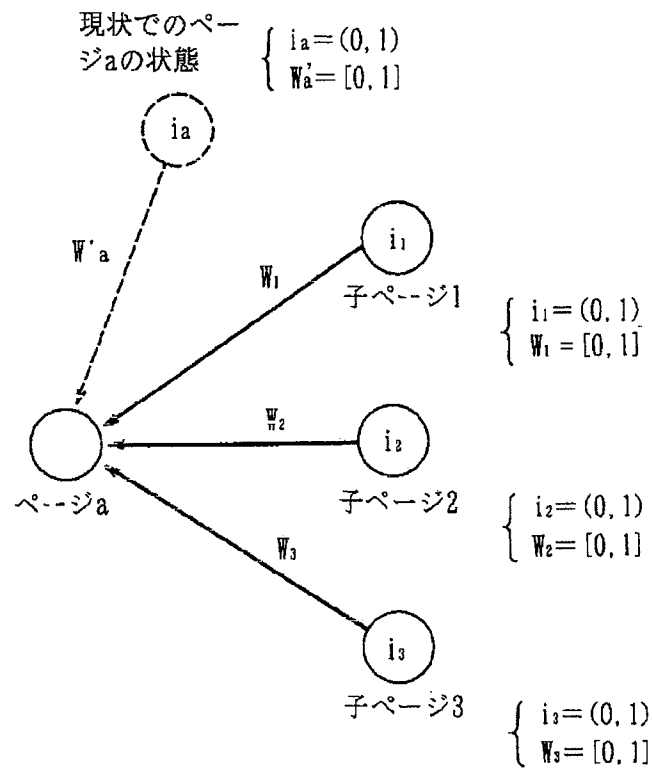 現状でのペー
ジaの状態
ia=(0,1)
Wa'=[0,1]
ia
W'a
i₁
W₁
子ページ1
i₁=(0,1)
W₁=[0,1]
W₂
i₂
ページa
子ページ2
i₂=(0,1)
W₂=[0,1]
W₃
i₃
子ページ3
i₃=(0,1)
W₃=[0,1]